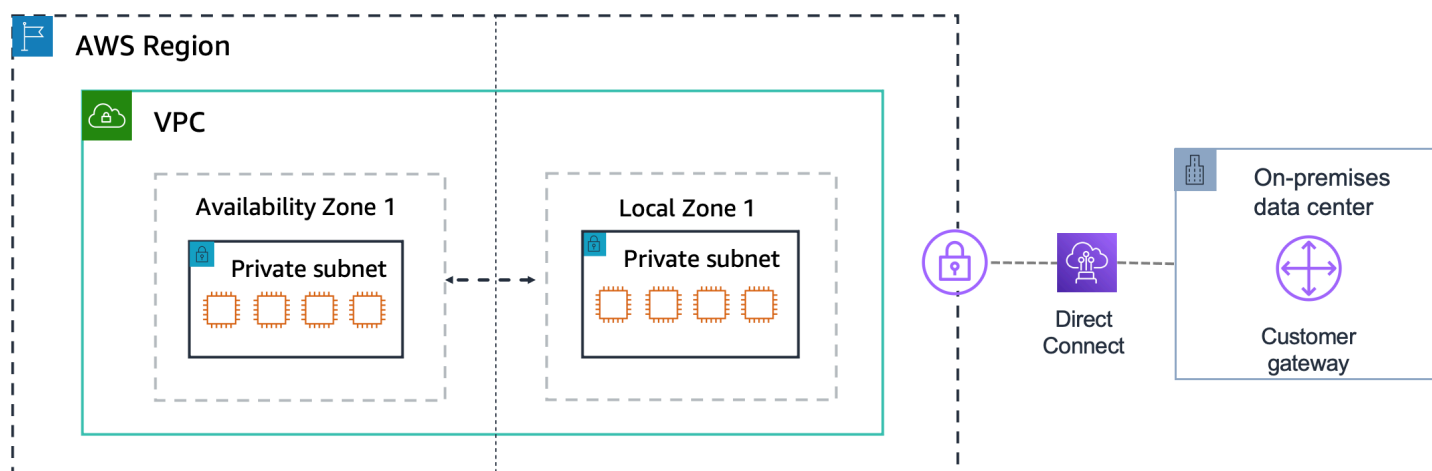 AWS Region
VPC
Availability Zone 1
Private subnet
Local Zone 1
Private subnet
Direct
Connect
On-premises
data center
Customer
gateway